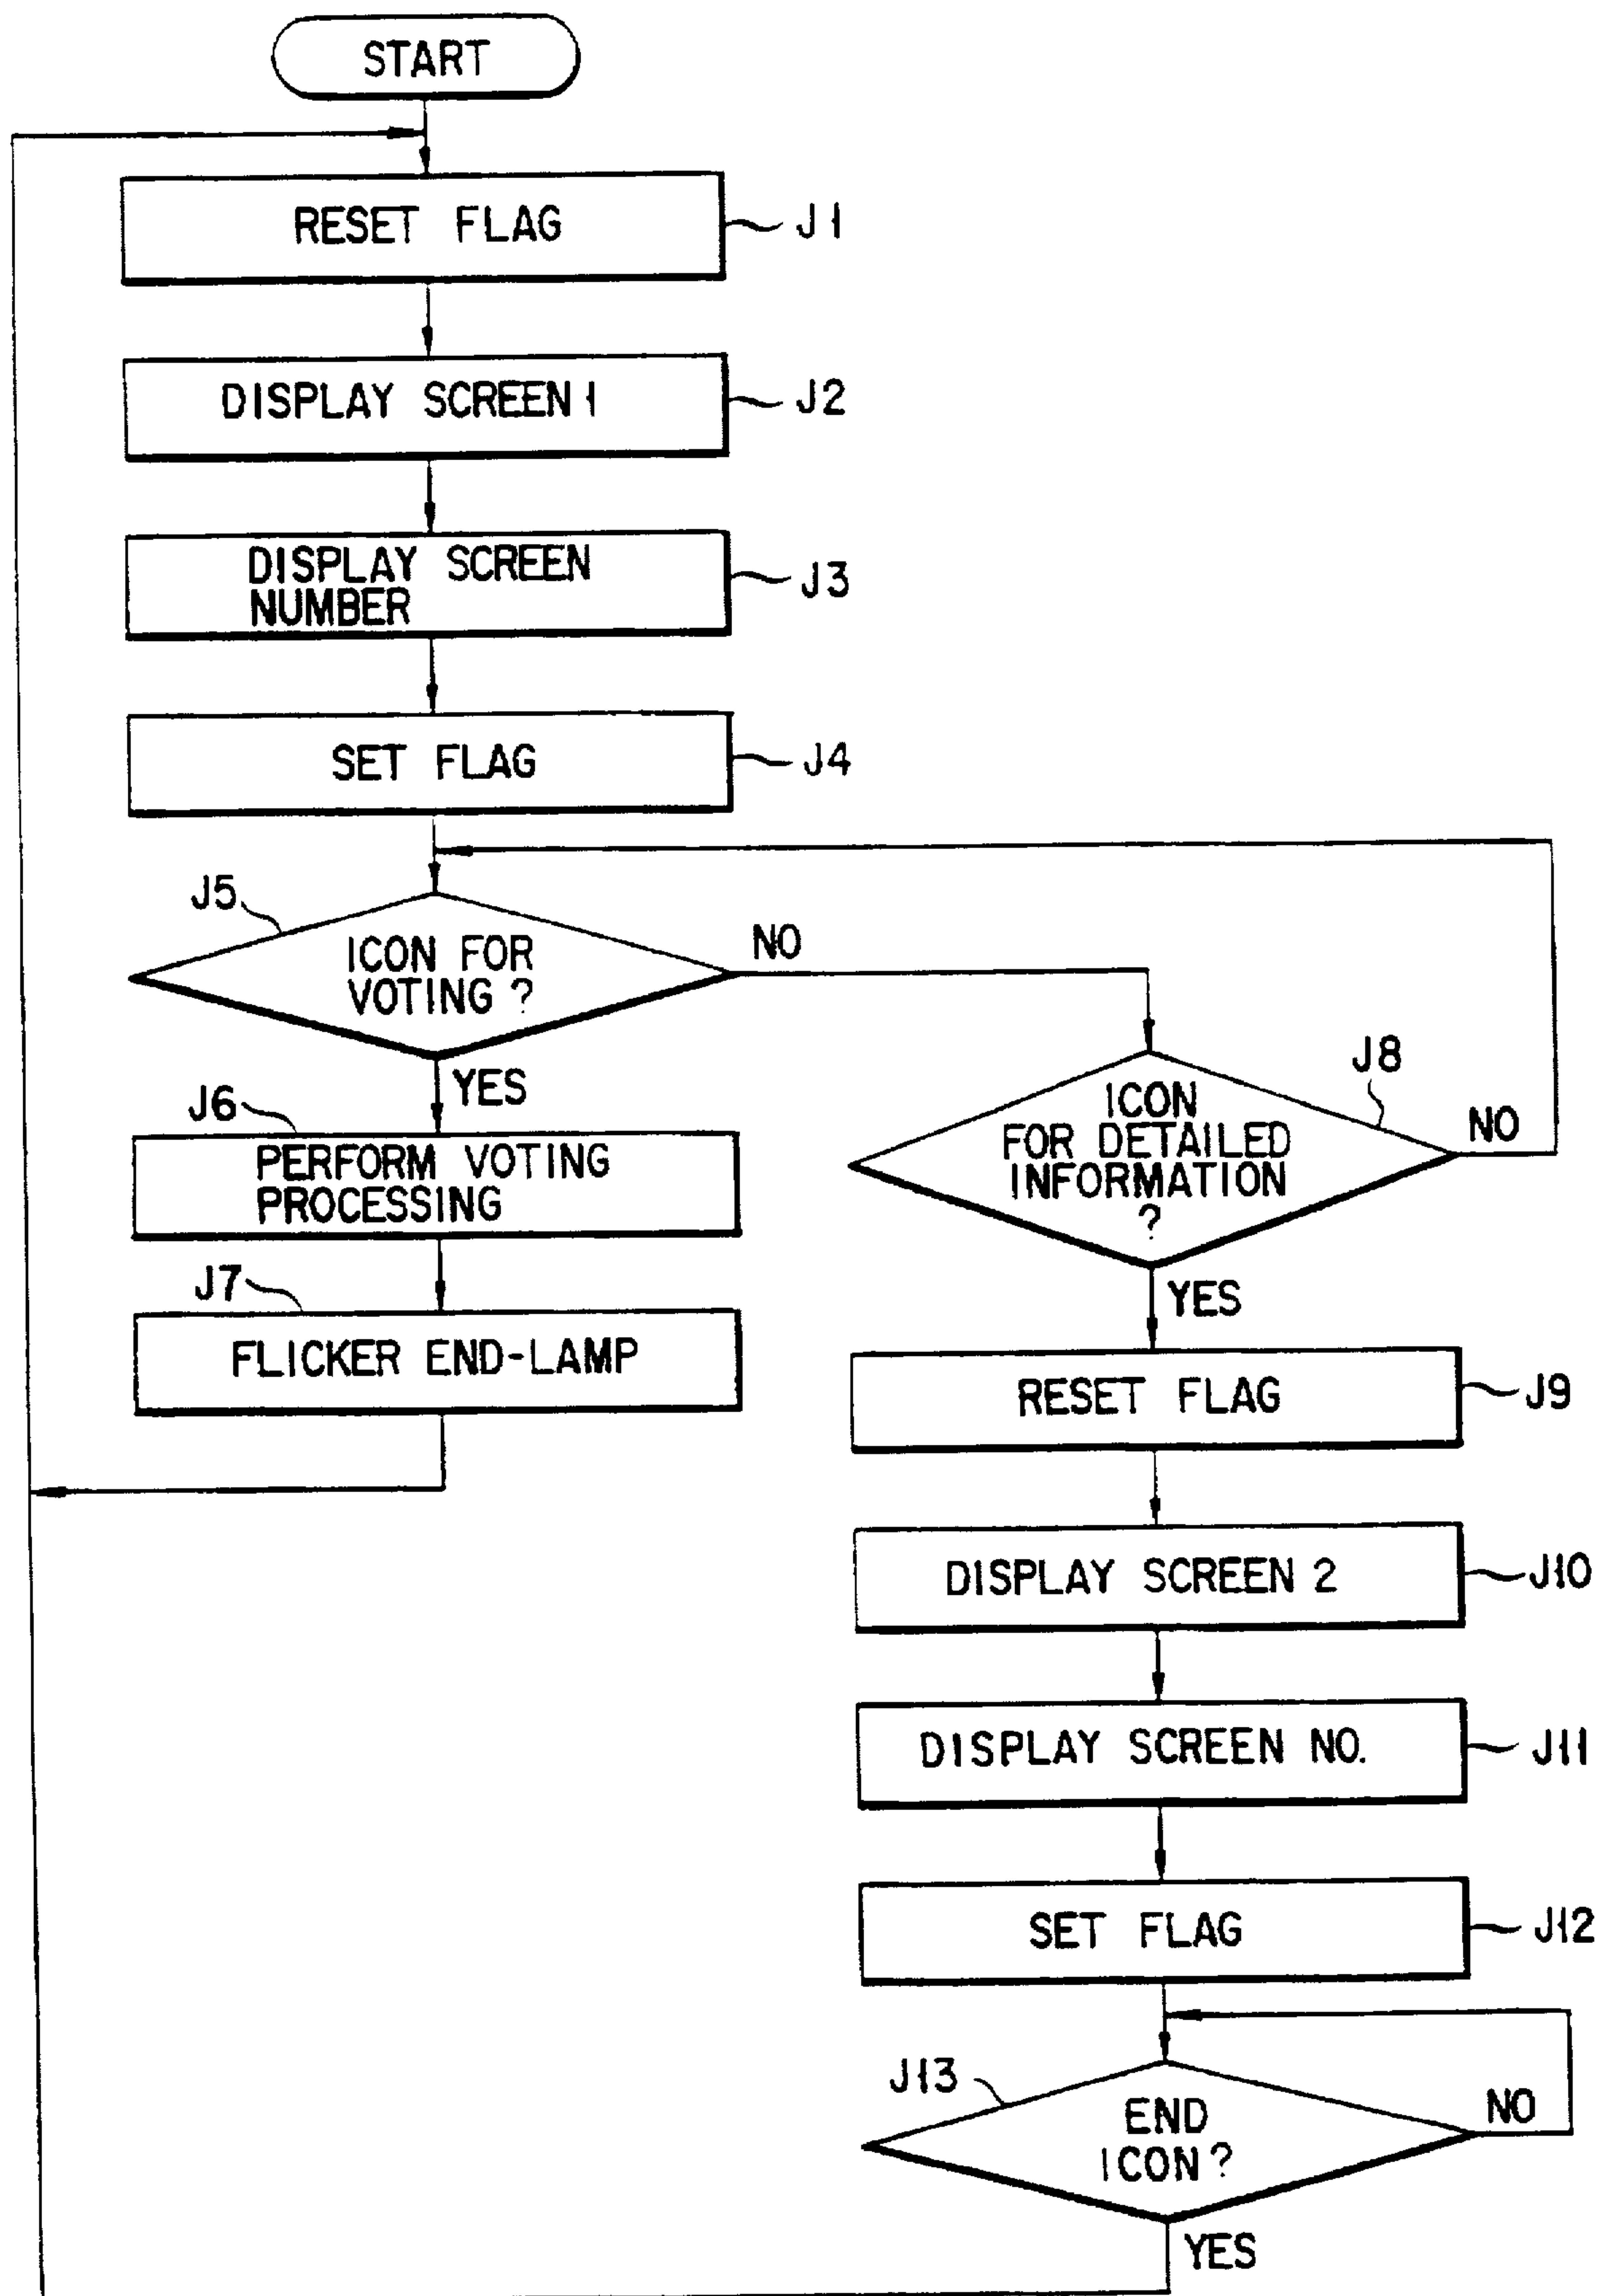 START
RESET FLAG
J1
DISPLAY SCREEN 1
J2
DISPLAY SCREEN
NUMBER
J3
SET FLAG
J4
J5
ICON FOR
VOTING ?
NO
YES
J6
PERFORM VOTING
PROCESSING
J7
FLICKER END-LAMP
J8
ICON
FOR DETAILED
INFORMATION
?
NO
YES
RESET FLAG
J9
DISPLAY SCREEN 2
J10
DISPLAY SCREEN NO.
J11
SET FLAG
J12
J13
END
ICON ?
NO
YES